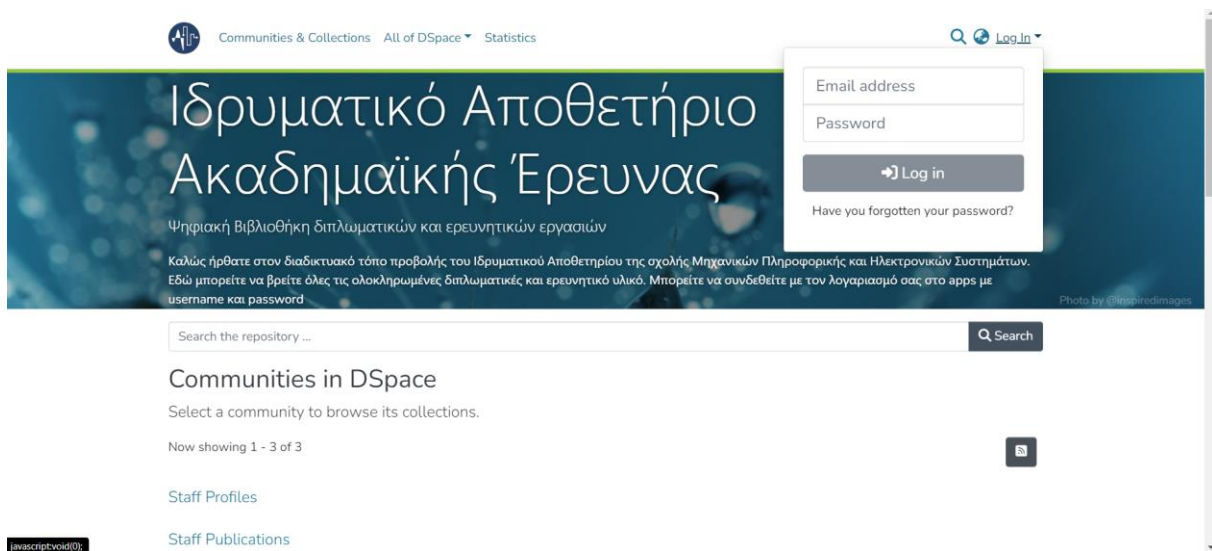 Communities & Collections All of DSpace Statistics Log In
Email address
Password
Log in
Have you forgotten your password?
Ιδρυματικό Αποθετήριο
Ακαδημαϊκής Έρευνας
Ψηφιακή Βιβλιοθήκη διπλωματικών και ερευνητικών εργασιών
Καλώς ήρθατε στον διαδικτυακό τόπο προβολής του Ιδρυματικού Αποθετηρίου της σχολής Μηχανικών Πληροφορικής και Ηλεκτρονικών Συστημάτων.
Εδώ μπορείτε να βρείτε όλες τις ολοκληρωμένες διπλωματικές και ερευνητικό υλικό. Μπορείτε να συνδεθείτε με τον λογαριασμό σας στο apps με
username και password
Photo by @inspiredimages
Search the repository ...
Search
Communities in DSpace
Select a community to browse its collections.
Now showing 1 - 3 of 3
Staff Profiles
Staff Publications
javascript:void(0);